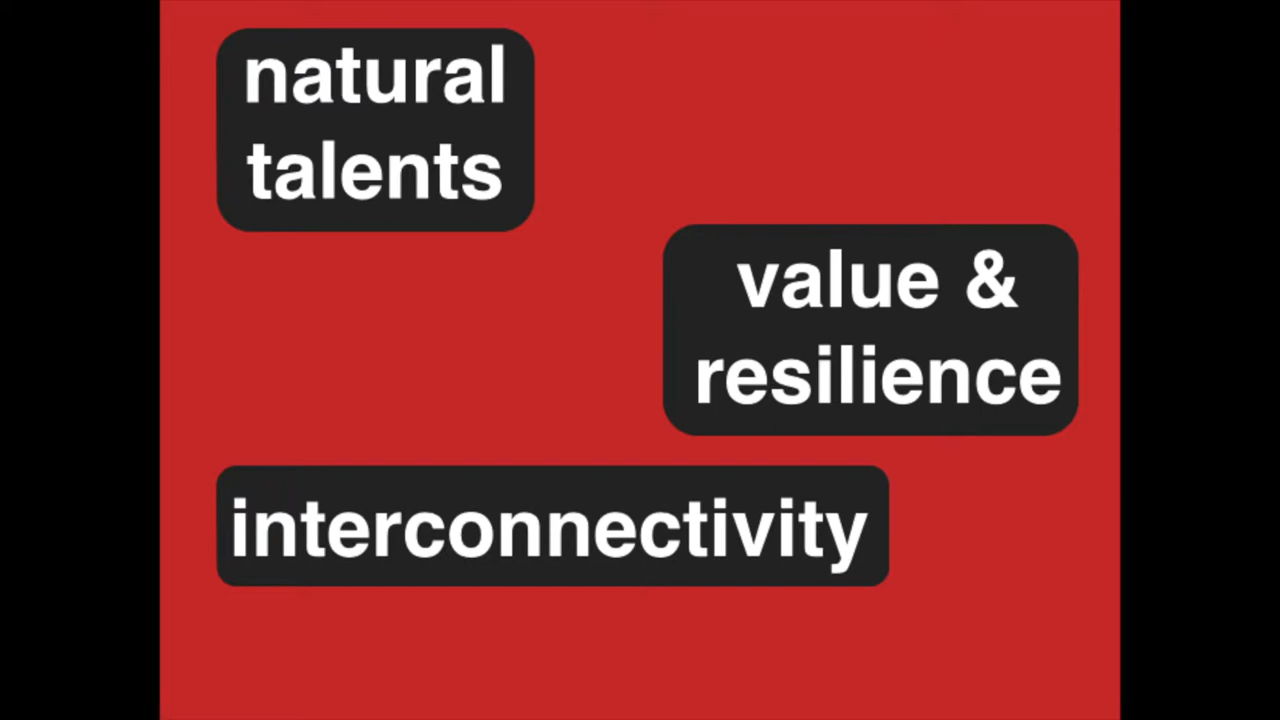 natural
talents
value &
resilience
interconnectivity